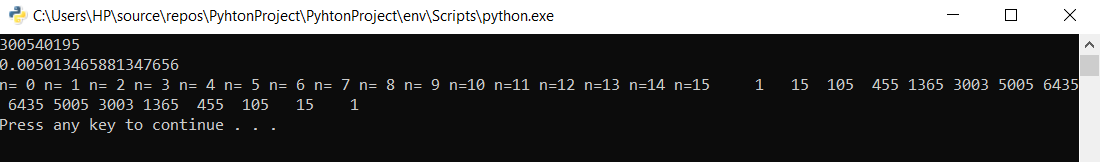 C:\Users\HP\source\repos\PyhtonProject\PyhtonProject\env\Scripts\python.exe
300540195
0.005013465881347656
n= 0 n= 1 n= 2 n= 3 n= 4 n= 5 n= 6 n= 7 n= 8 n= 9 n=10 n=11 n=12 n=13 n=14 n=15     1   15  105  455 1365 3003 5005 6435
 6435 5005 3003 1365  455  105   15    1
Press any key to continue . . .